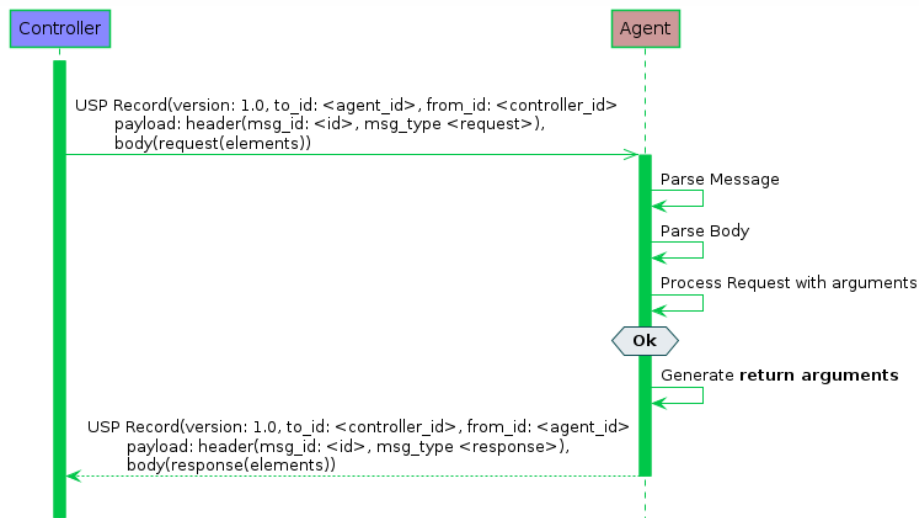 Controller
Agent
USP Record(version: 1.0, to_id: <agent_id>, from_id: <controller_id>
payload: header(msg_id: <id>, msg_type <request>),
body(request(elements))
Parse Message
Parse Body
Process Request with arguments
Ok
Generate return arguments
USP Record(version: 1.0, to_id: <controller_id>, from_id: <agent_id>
payload: header(msg_id: <id>, msg_type <response>),
body(response(elements))